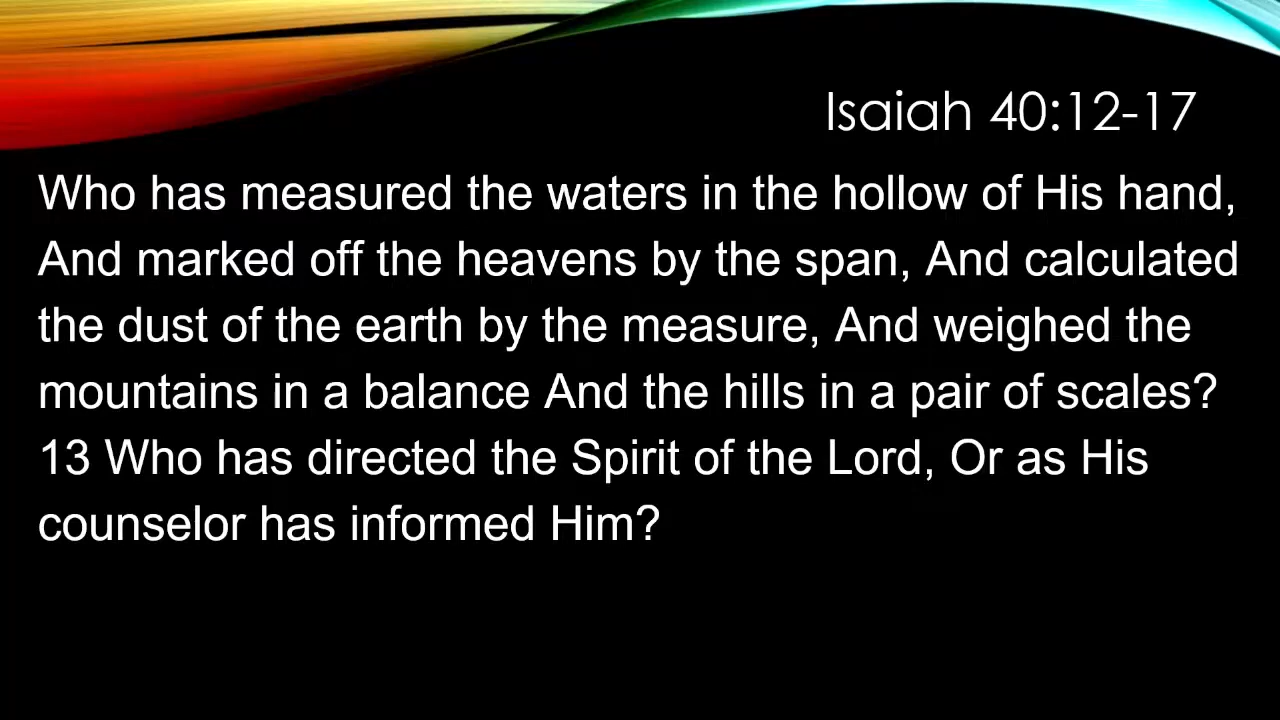 Isaiah 40:12-17
Who has measured the waters in the hollow of His hand,
And marked off the heavens by the span, And calculated
the dust of the earth by the measure, And weighed the
mountains in a balance And the hills in a pair of scales?
13 Who has directed the Spirit of the Lord, Or as His
counselor has informed Him?